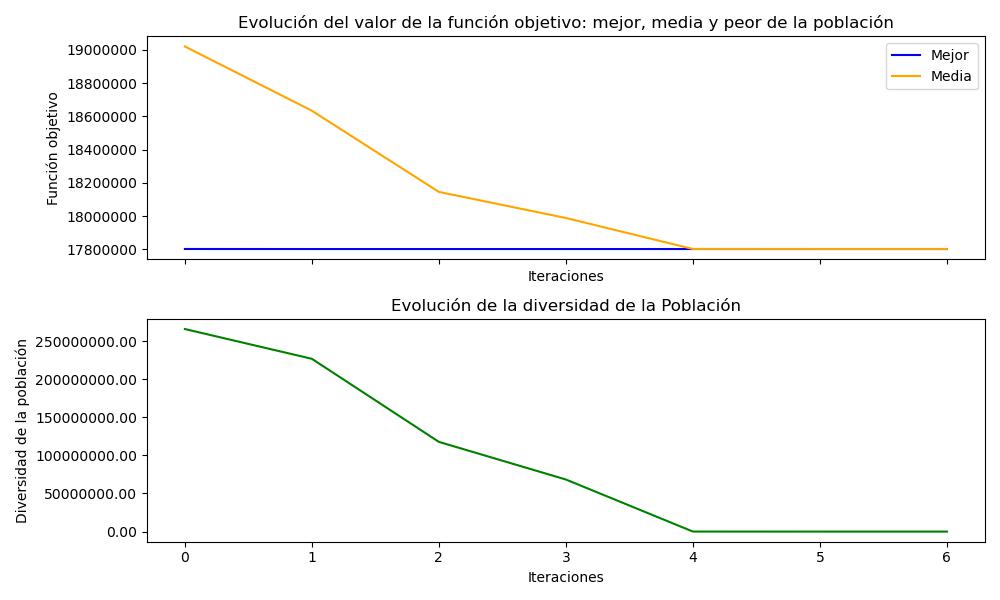 Evolución del valor de la función objetivo: mejor, media y peor de la población
Función objetivo
19000000
18800000
18600000
18400000
18200000
18000000
17800000
Mejor
Media
Iteraciones
Evolución de la diversidad de la Población
Diversidad de la población
250000000.00
200000000.00
150000000.00
100000000.00
50000000.00
0.00
0 1 2 3 4 5 6
Iteraciones